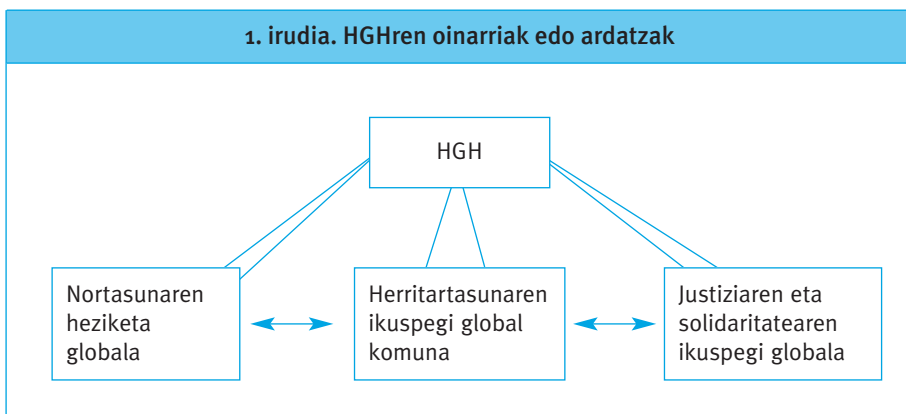 1. irudia. HGHren oinarriak edo ardatzak
HGH
Nortasunaren
heziketa
globala
Herritartasunaren
ikuspegi global
komuna
Justiziaren eta
solidaritatearen
ikuspegi globala